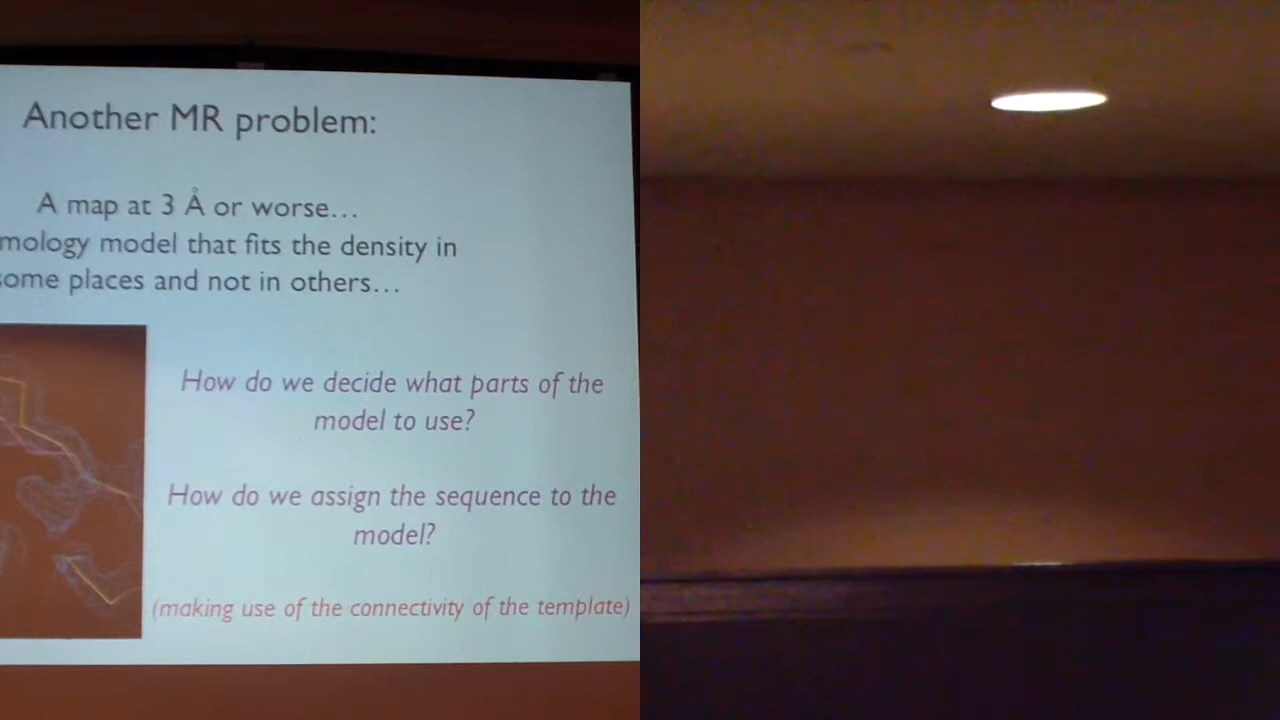 Another MR problem:
A map at 3 Å or worse...
mology model that fits the density in
some places and not in others...
How do we decide what parts of the
model to use?
How do we assign the sequence to the
model?
(making use of the connectivity of the template)